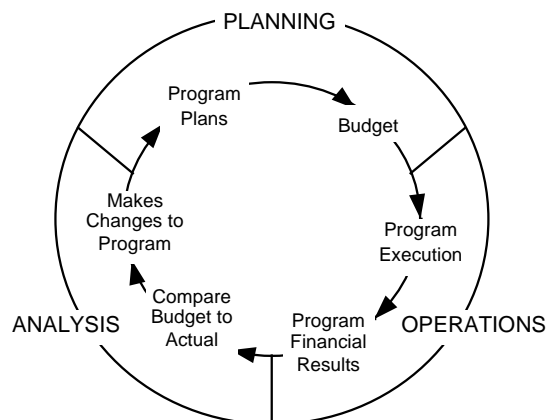 PLANNING
Program
Plans
Budget
Program
Execution
OPERATIONS
Program
Financial
Results
Compare
Budget to
Actual
ANALYSIS
Makes
Changes to
Program